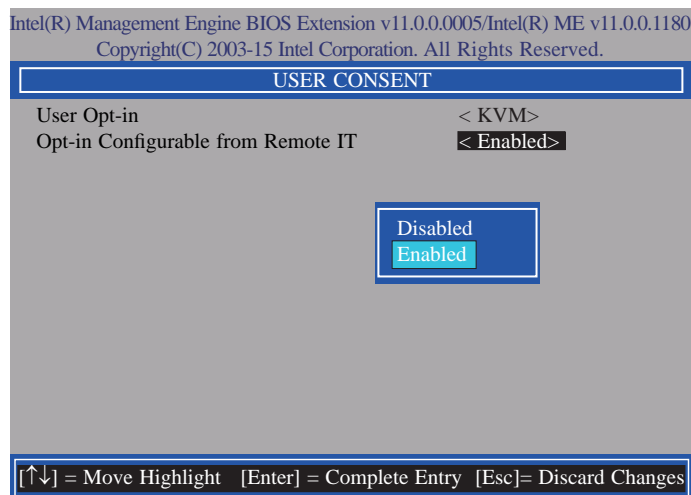 Intel(R) Management Engine BIOS Extension v11.0.0.0005/Intel(R) ME v11.0.0.1180
Copyright(C) 2003-15 Intel Corporation. All Rights Reserved.
USER CONSENT
User Opt-in < KVM>
Opt-in Configurable from Remote IT < Enabled>
Disabled
Enabled
[↑↓] = Move Highlight [Enter] = Complete Entry [Esc]= Discard Changes